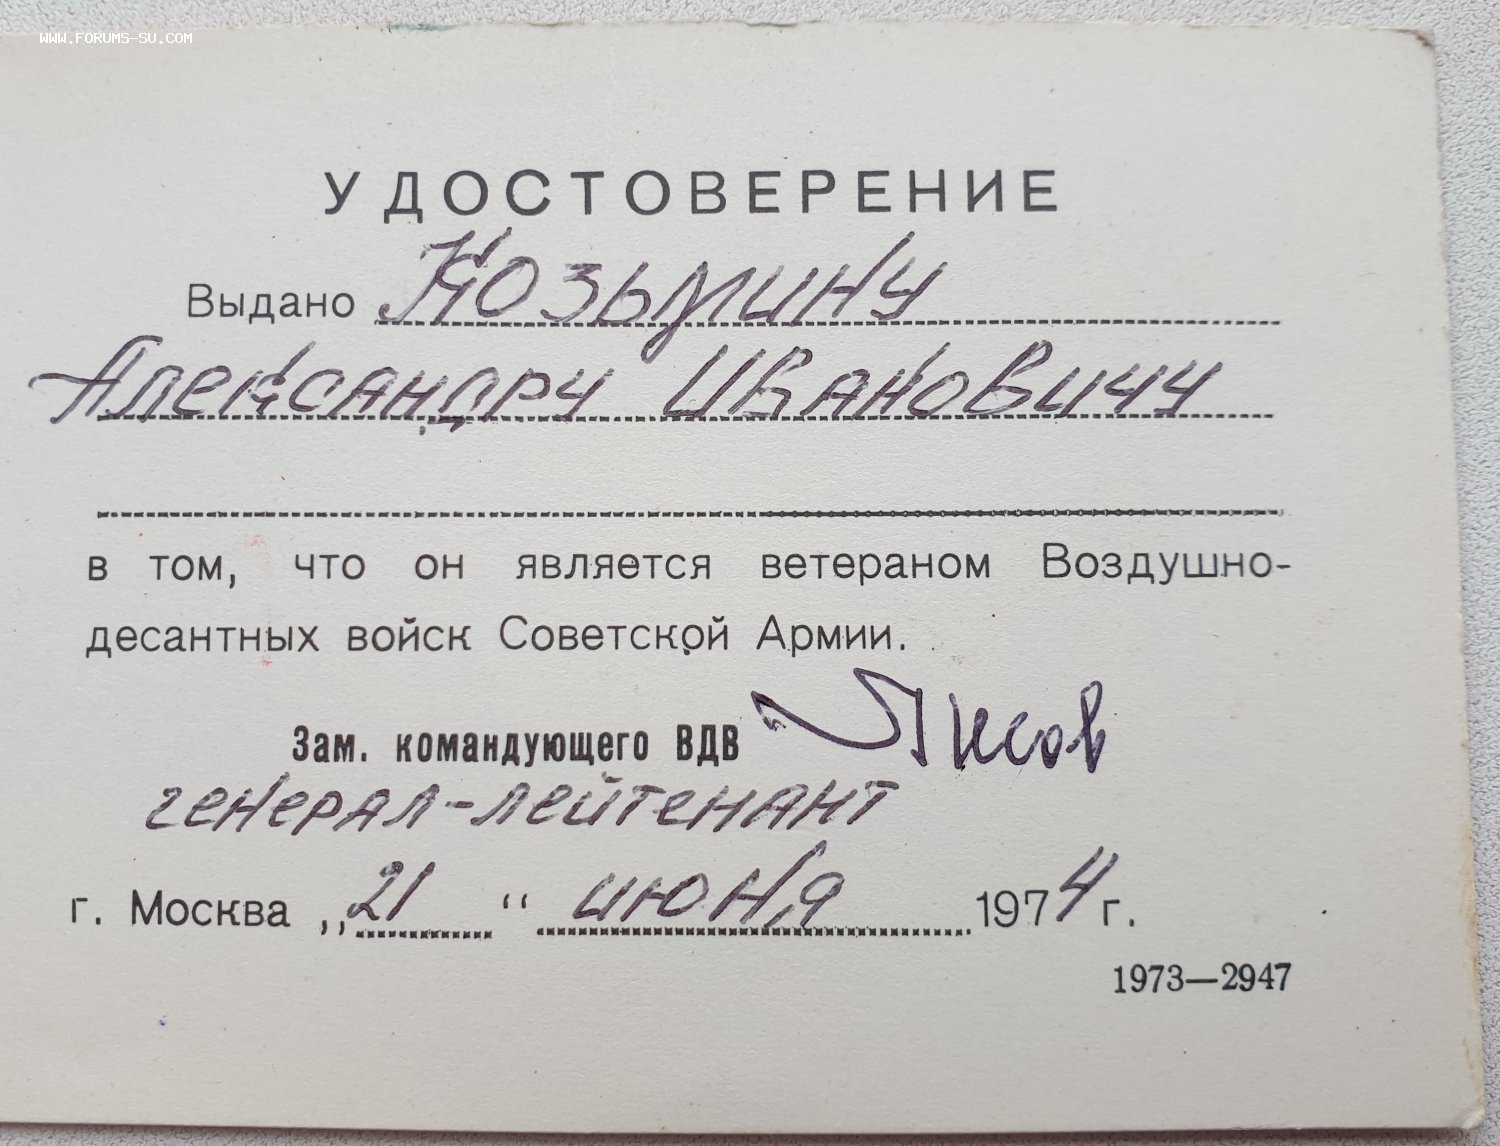 WWW.FORUMS-SU.COM
УДОСТОВЕРЕНИЕ
Выдано Козьмину
Александру Ивановичу
в том, что он является ветераном Воздушно-
десантных войск Советской Армии.
Зам. командующего ВДВ
генерал-лейтенант
г. Москва „21“ июня 1974 г.
1973—2947